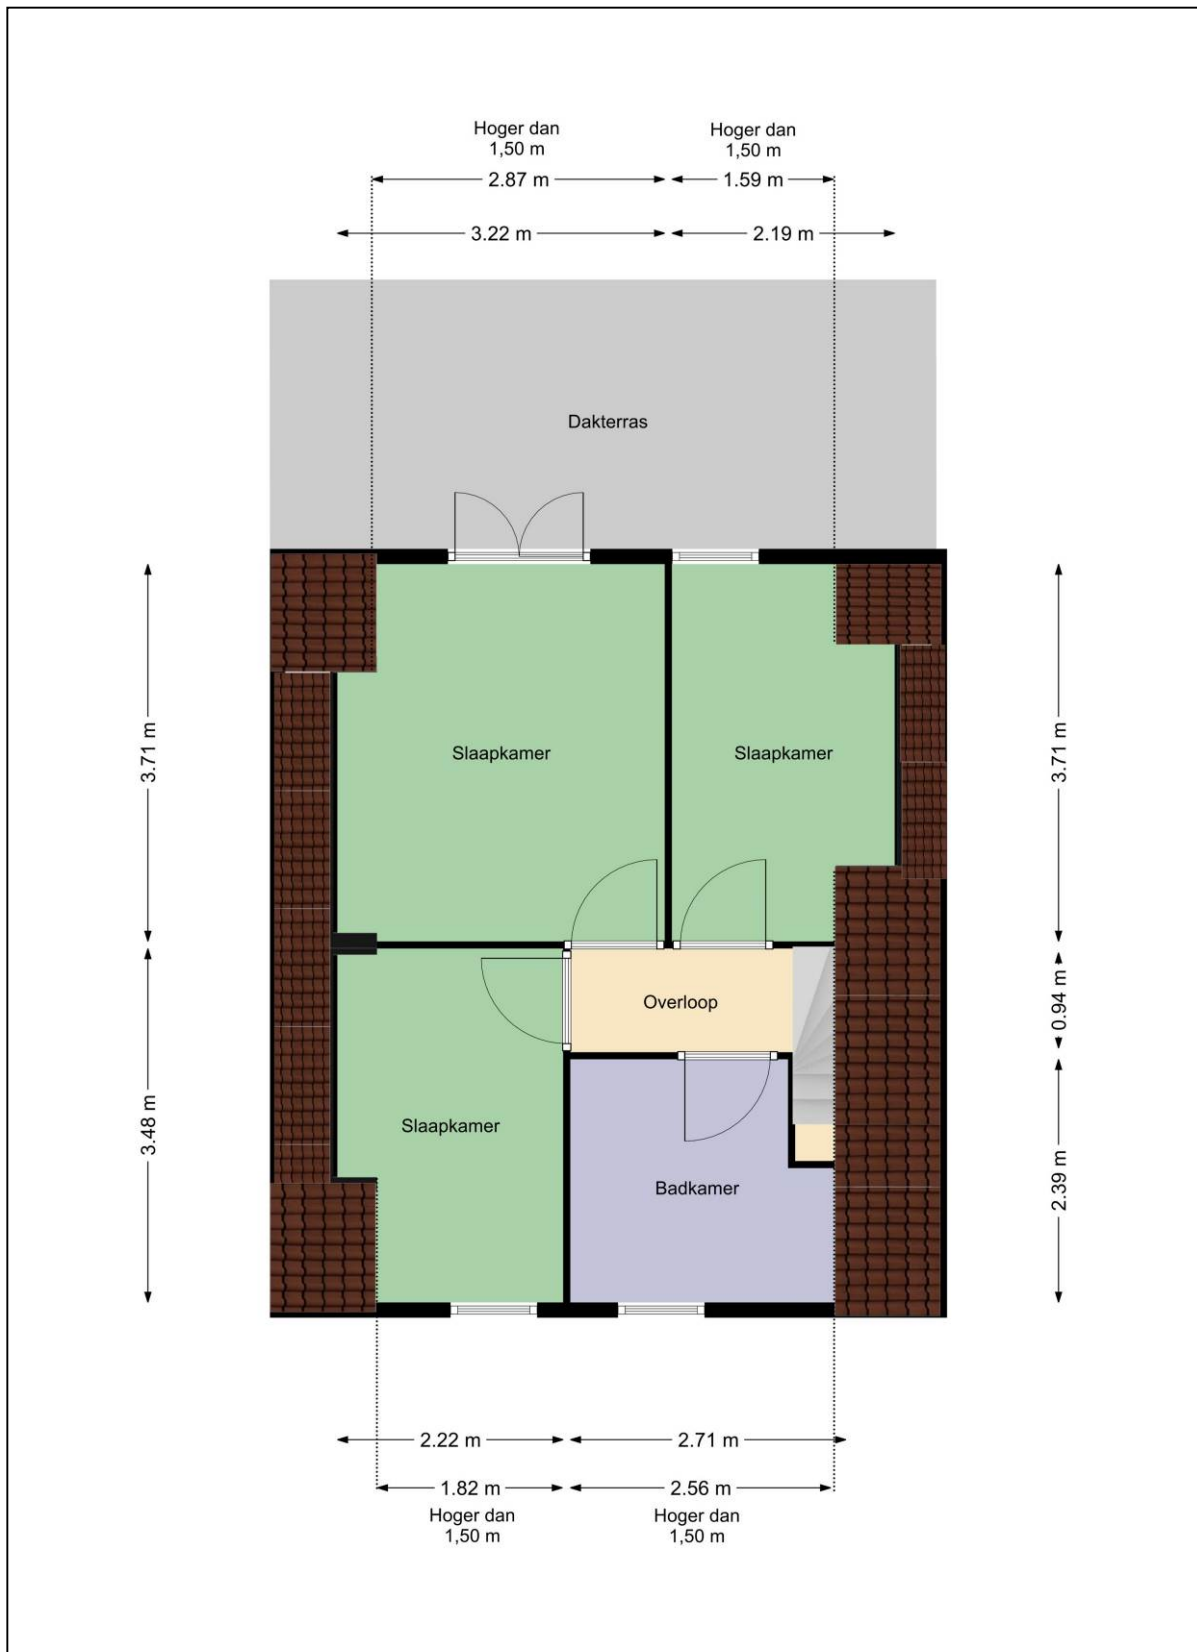 Hoger dan
1,50 m
Hoger dan
1,50 m
2.87 m
1.59 m
3.22 m
2.19 m
Dakterras
3.71 m
Slaapkamer
Slaapkamer
3.71 m
Overloop
0.94 m
3.48 m
Slaapkamer
Badkamer
2.39 m
2.22 m
2.71 m
1.82 m
2.56 m
Hoger dan
1,50 m
Hoger dan
1,50 m